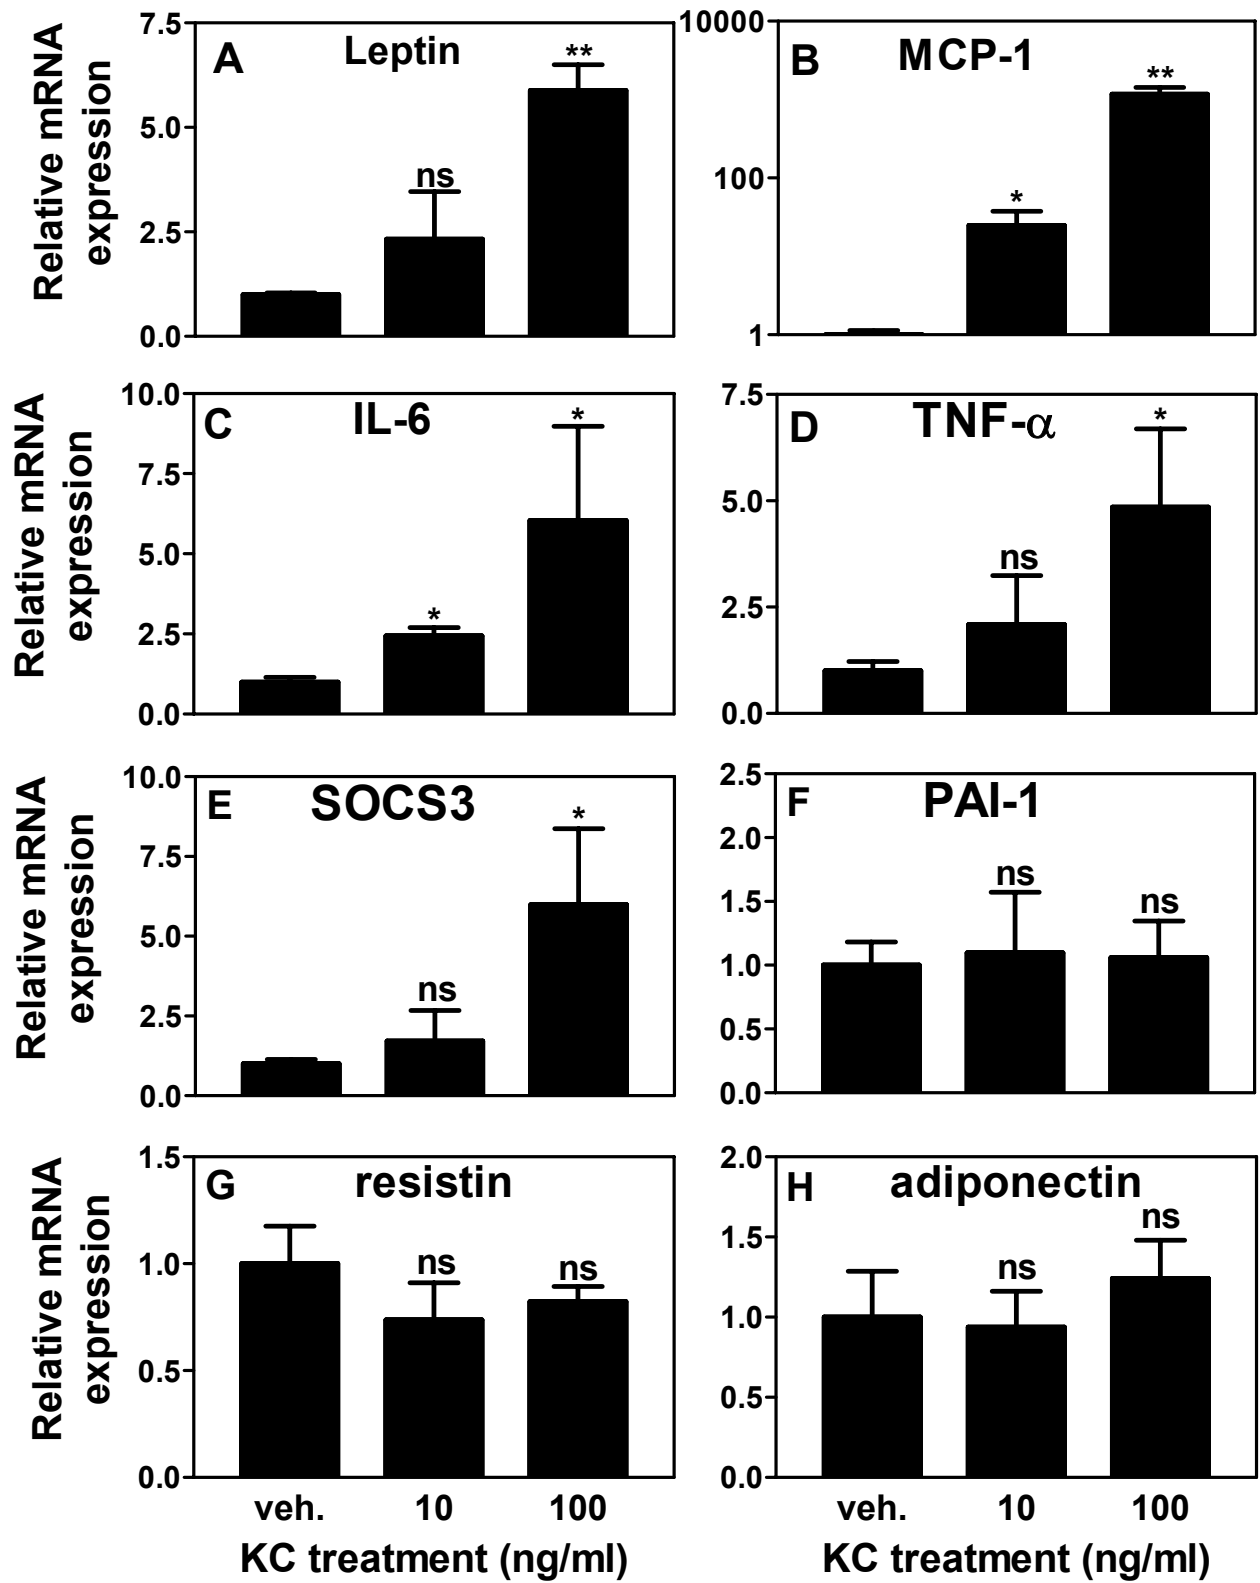 Relative mRNA
expression
7.5
5.0
2.5
0.0
A
Leptin
ns
**
10000
100
1
B
MCP-1
*
**
Relative mRNA
expression
10.0
7.5
5.0
2.5
0.0
C
IL-6
*
*
7.5
5.0
2.5
0.0
D
TNF-α
ns
*
Relative mRNA
expression
10.0
7.5
5.0
2.5
0.0
E
SOCS3
ns
*
2.5
2.0
1.5
1.0
0.5
0.0
F
PAI-1
ns
ns
Relative mRNA
expression
1.5
1.0
0.5
0.0
G
resistin
ns
ns
veh. 10 100
KC treatment (ng/ml)
2.0
1.5
1.0
0.5
0.0
H
adiponectin
ns
ns
veh. 10 100
KC treatment (ng/ml)